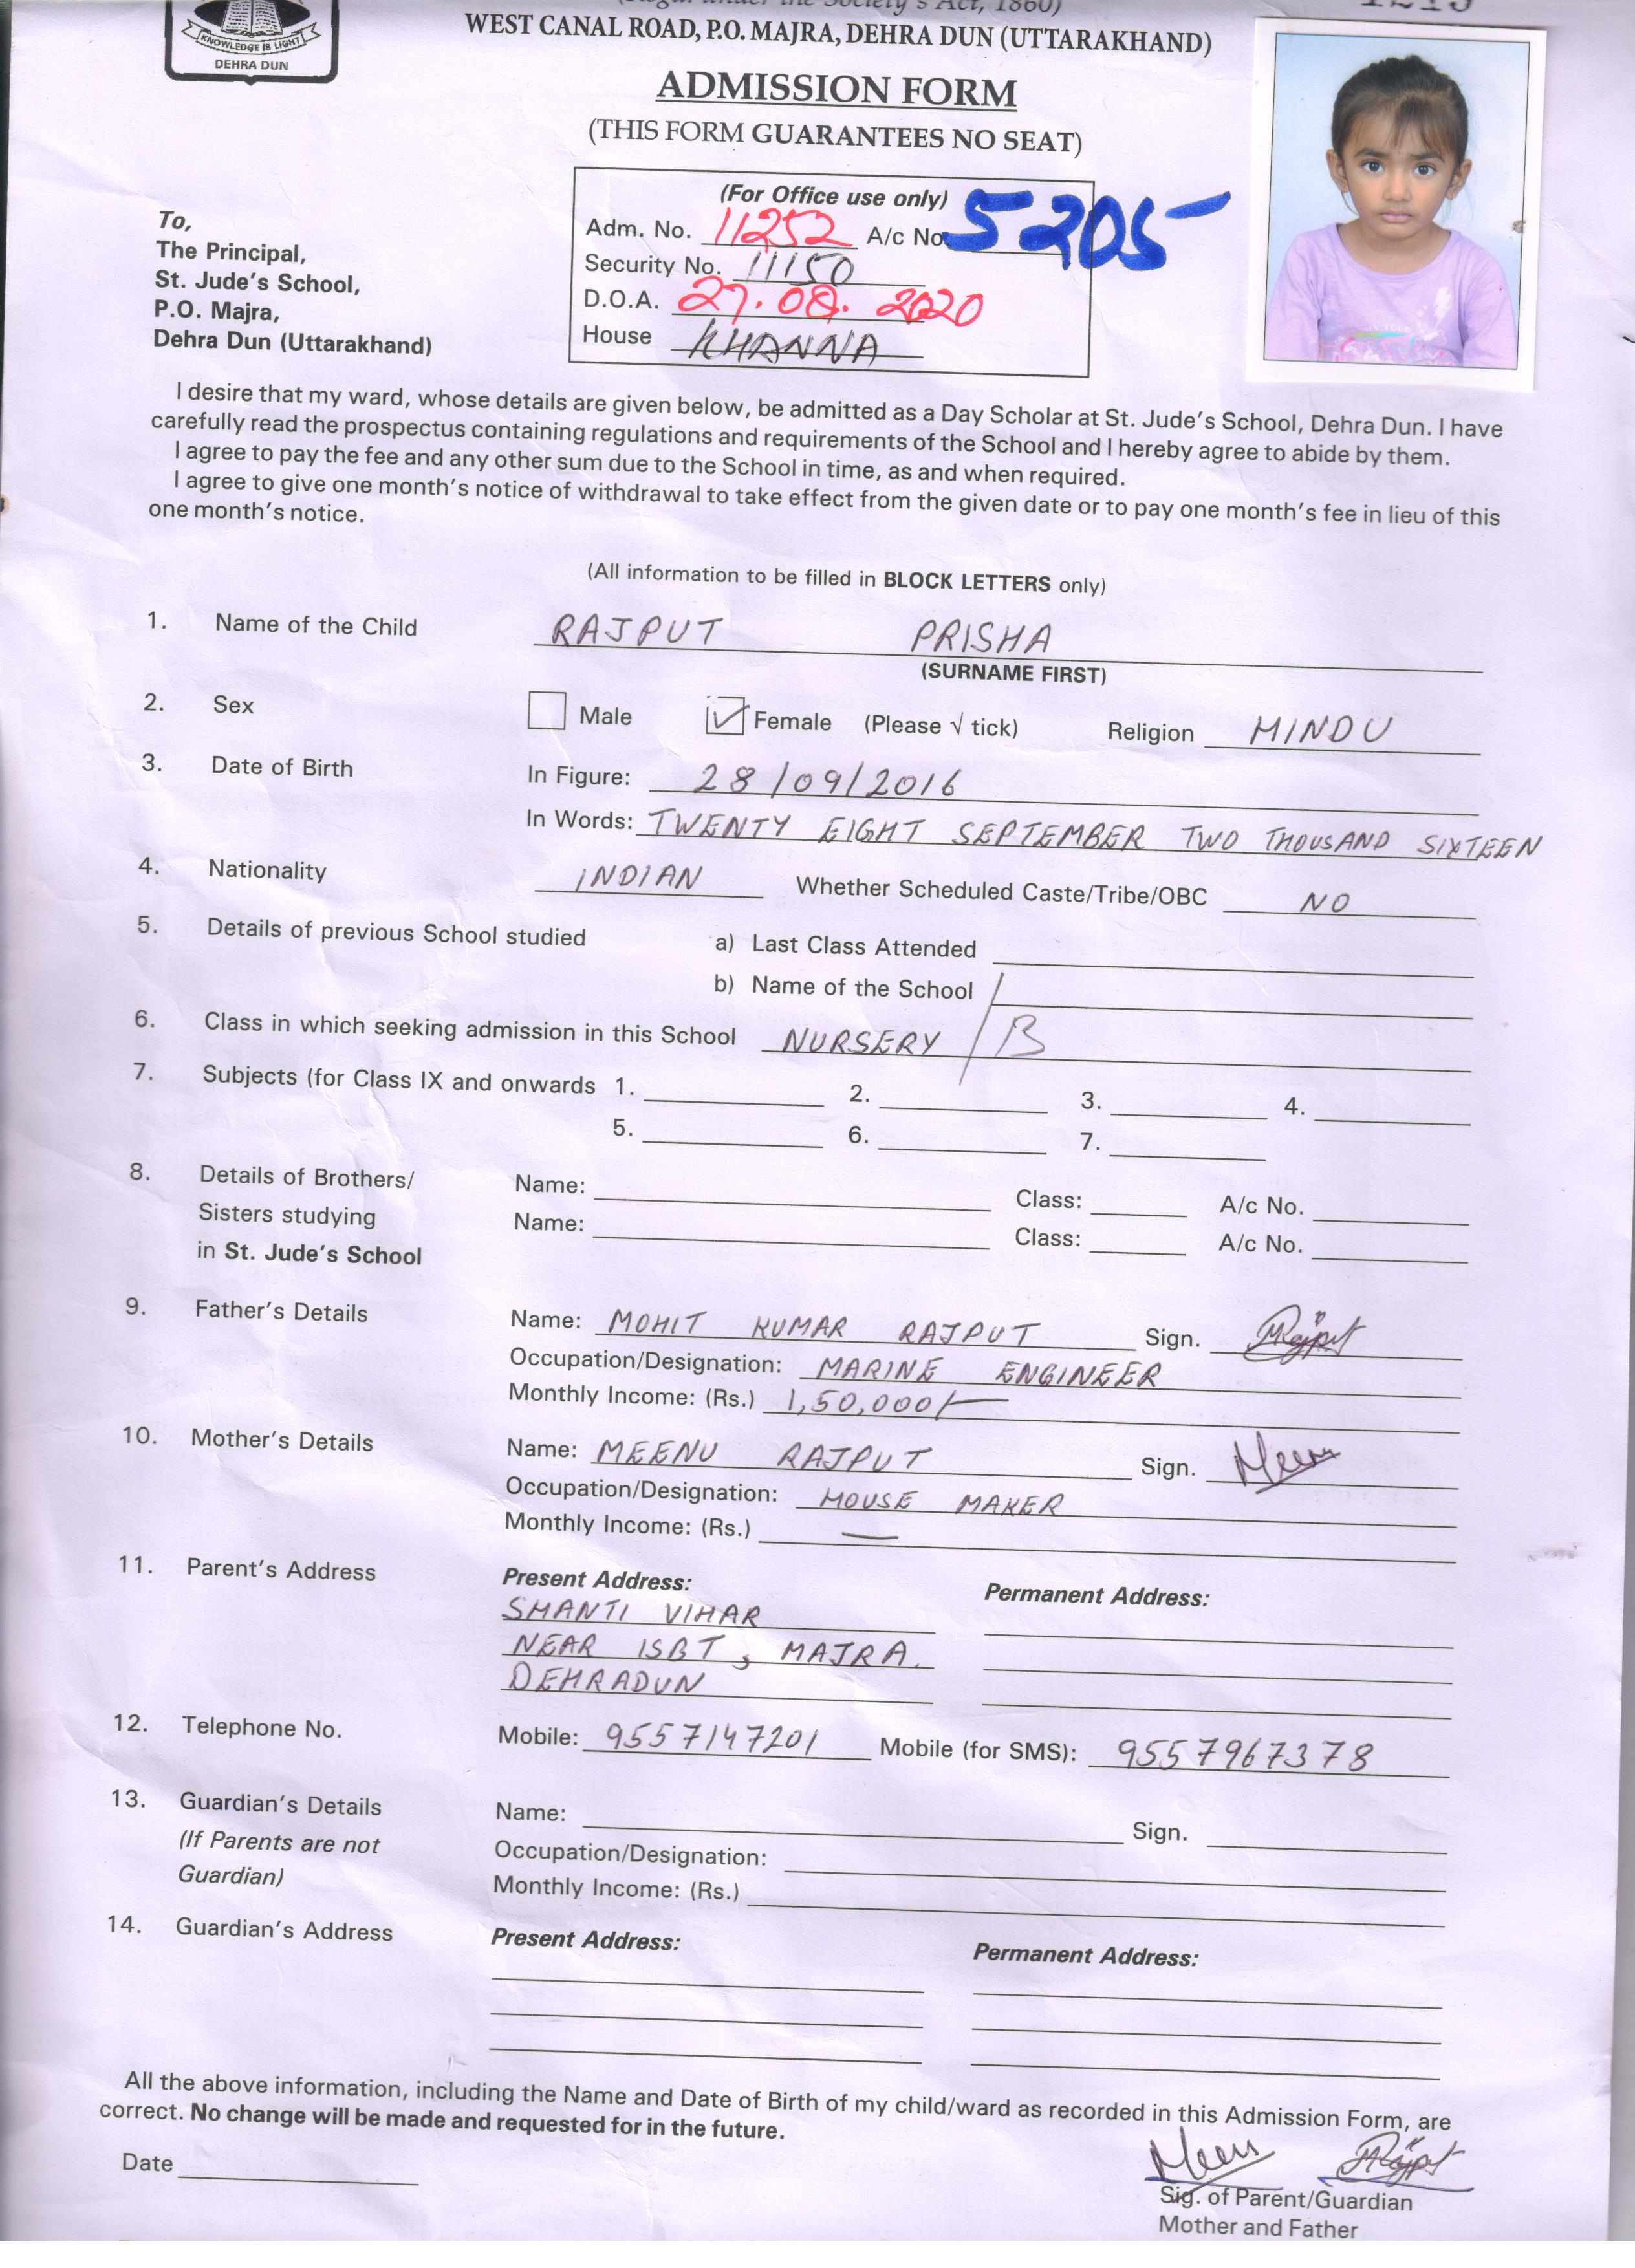 (Regd. under the Society's Act, 1860)
WEST CANAL ROAD, P.O. MAJRA, DEHRA DUN (UTTARAKHAND)
KNOWLEDGE IS LIGHT
DEHRA DUN
ADMISSION FORM
(THIS FORM GUARANTEES NO SEAT)
(For Office use only)
Adm. No. 11252 A/c No. 5205
Security No. 11150
D.O.A. 27.08.2020
House KHANNA
To,
The Principal,
St. Jude's School,
P.O. Majra,
Dehra Dun (Uttarakhand)
I desire that my ward, whose details are given below, be admitted as a Day Scholar at St. Jude's School, Dehra Dun. I have
carefully read the prospectus containing regulations and requirements of the School and I hereby agree to abide by them.
I agree to pay the fee and any other sum due to the School in time, as and when required.
I agree to give one month's notice of withdrawal to take effect from the given date or to pay one month's fee in lieu of this
one month's notice.
(All information to be filled in BLOCK LETTERS only)
1. Name of the Child RAJPUT PRISHA
(SURNAME FIRST)
2. Sex Male Female (Please √ tick) Religion HINDU
3. Date of Birth In Figure: 28/09/2016
In Words: TWENTY EIGHT SEPTEMBER TWO THOUSAND SIXTEEN
4. Nationality INDIAN Whether Scheduled Caste/Tribe/OBC NO
5. Details of previous School studied a) Last Class Attended
b) Name of the School
6. Class in which seeking admission in this School NURSERY / B
7. Subjects (for Class IX and onwards 1. 2. 3. 4.
5. 6. 7.
8. Details of Brothers/ Name: Class: A/c No.
Sisters studying Name: Class: A/c No.
in St. Jude's School
9. Father's Details Name: MOHIT KUMAR RAJPUT Sign. Rajput
Occupation/Designation: MARINE ENGINEER
Monthly Income: (Rs.) 1,50,000/-
10. Mother's Details Name: MEENU RAJPUT Sign. Meenu
Occupation/Designation: HOUSE MAKER
Monthly Income: (Rs.) —
11. Parent's Address Present Address: Permanent Address:
SHANTI VIHAR
NEAR ISBT, MAJRA.
DEHRADUN
12. Telephone No. Mobile: 9557147201 Mobile (for SMS): 9557967378
13. Guardian's Details Name: Sign.
(If Parents are not Occupation/Designation:
Guardian) Monthly Income: (Rs.)
14. Guardian's Address Present Address: Permanent Address:
All the above information, including the Name and Date of Birth of my child/ward as recorded in this Admission Form, are
correct. No change will be made and requested for in the future.
Meenu Rajput
Date
Sig. of Parent/Guardian
Mother and Father